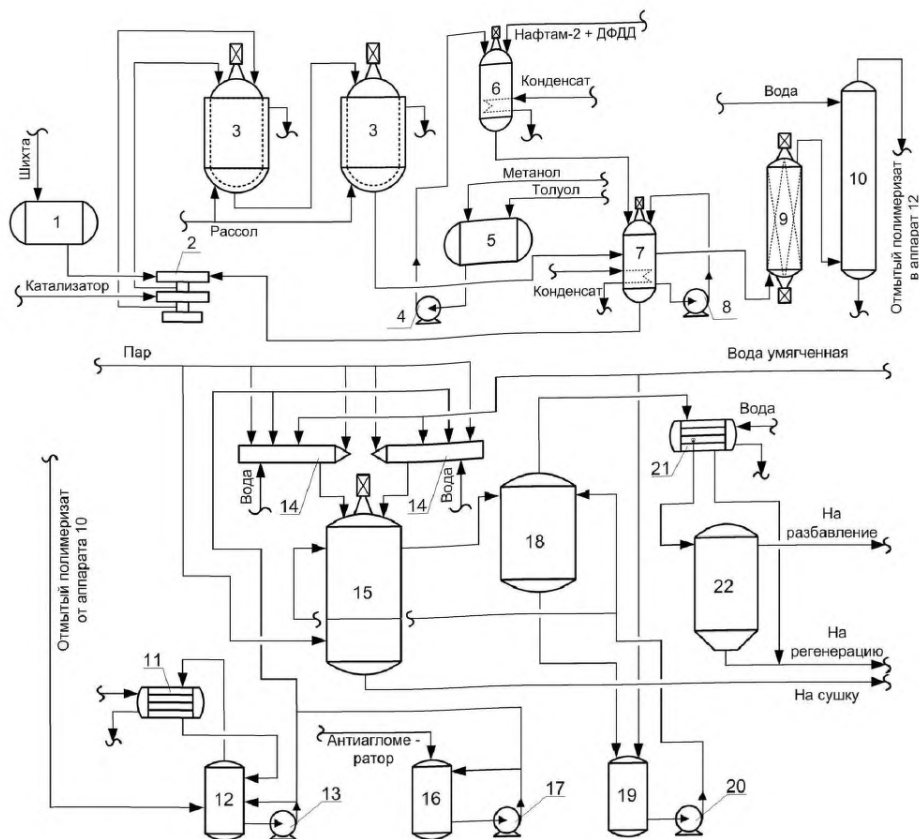 Нафтам-2 + ДФДД
6
Конденсат
Вода
3
3
Шихта
Метанол
Толуол
10
9
1
Рассол
5
7
2
Отмытый полимеризат
в аппарат 12
Катализатор
4
Конденсат
8
Пар
Вода умягченная
Вода
21
14
Вода
14
Вода
18
На
разбавление
15
22
Отмытый полимеризат
от аппарата 10
На
регенерацию
11
На сушку
Антиагломе -
ратор
12
13
16
17
19
20